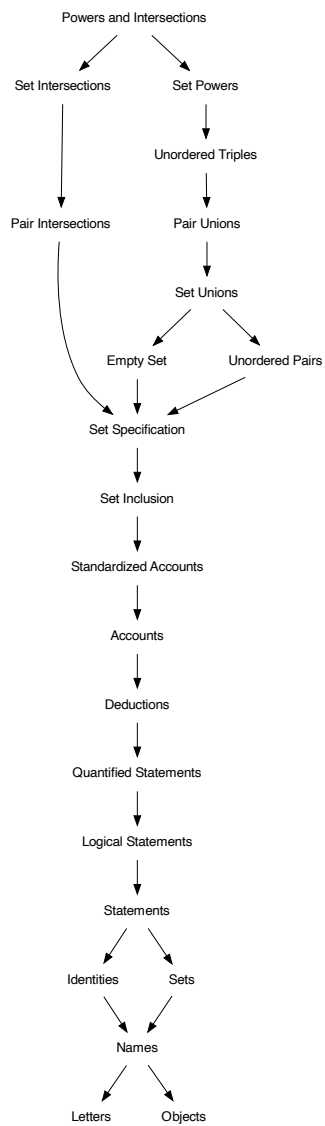 Powers and Intersections
Set Intersections
Set Powers
Unordered Triples
Pair Intersections
Pair Unions
Set Unions
Empty Set
Unordered Pairs
Set Specification
Set Inclusion
Standardized Accounts
Accounts
Deductions
Quantified Statements
Logical Statements
Statements
Identities
Sets
Names
Letters
Objects